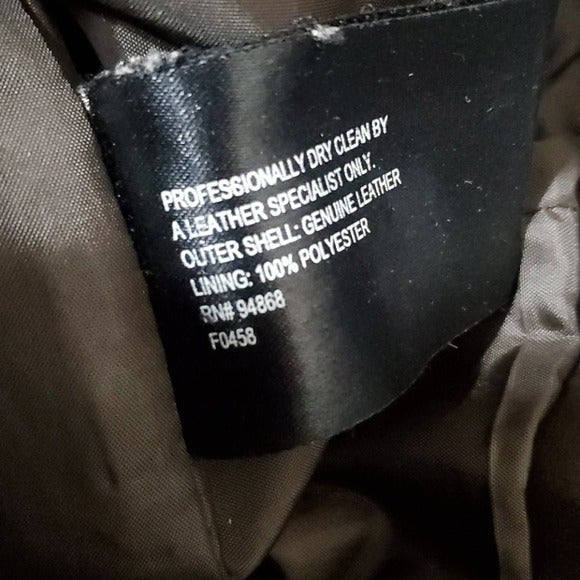 PROFESSIONALLY DRY CLEAN BY
A LEATHER SPECIALIST ONLY.
OUTER SHELL: GENUINE LEATHER
LINING: 100% POLYESTER
RN# 94868
F0458